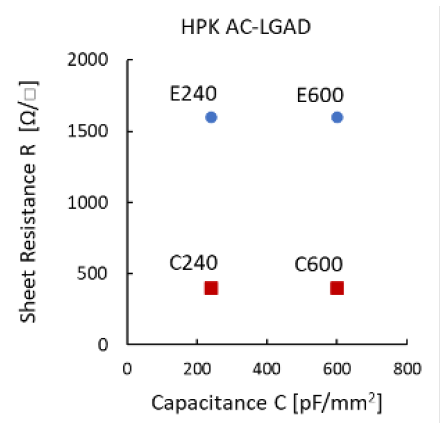 HPK AC-LGAD
2000
E240 E600
1500
1000
C240 C600
500
0
0 200 400 600 800
Sheet Resistance R [Ω/□]
Capacitance C [pF/mm²]